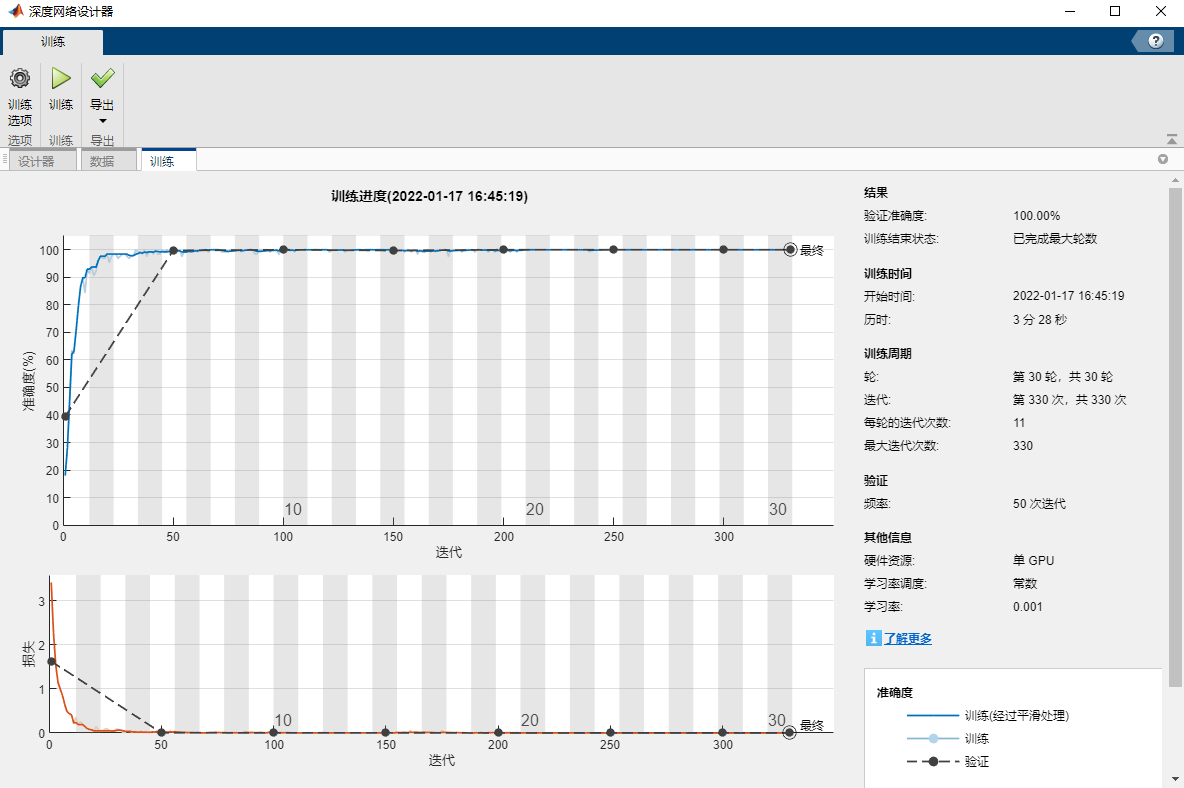 深度网络设计器
训练
?
训练
选项
训练
导出
选项
训练
导出
设计器
数据
训练
训练进度(2022-01-17 16:45:19)
准确度(%)
100
90
80
70
60
50
40
30
20
10
0
10
20
30
最终
0
50
100
150
200
250
300
迭代
损失
3
2
1
0
10
20
30
最终
0
50
100
150
200
250
300
迭代
结果
验证准确度: 100.00%
训练结束状态: 已完成最大轮数
训练时间
开始时间: 2022-01-17 16:45:19
历时: 3 分 28 秒
训练周期
轮: 第 30 轮，共 30 轮
迭代: 第 330 次，共 330 次
每轮的迭代次数: 11
最大迭代次数: 330
验证
频率: 50 次迭代
其他信息
硬件资源: 单 GPU
学习率调度: 常数
学习率: 0.001
i 了解更多
准确度
训练(经过平滑处理)
训练
验证